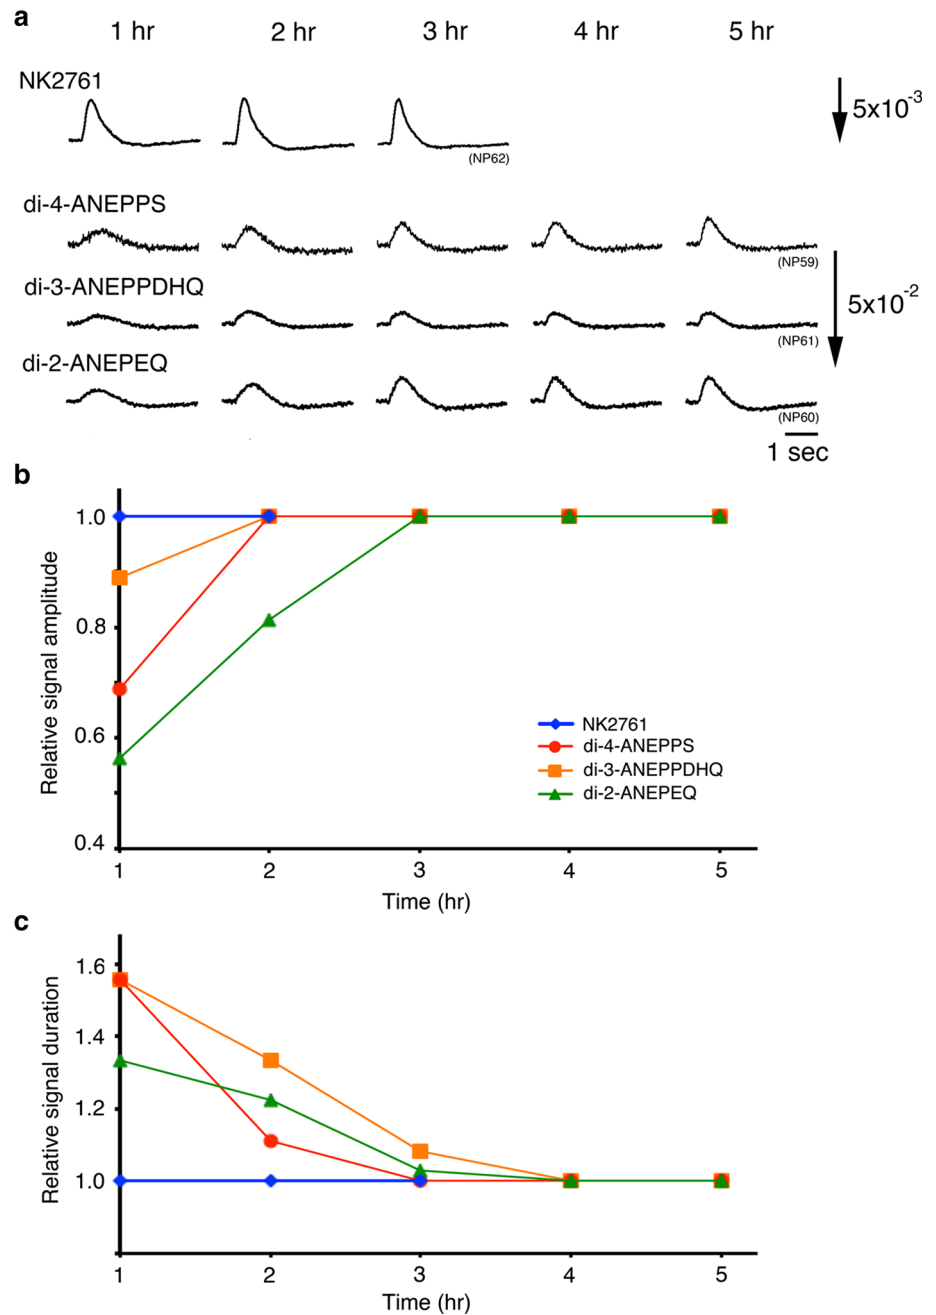 a
1 hr 2 hr 3 hr 4 hr 5 hr
NK2761
5x10-3
(NP62)
di-4-ANEPPS
(NP59)
di-3-ANEPPDHQ
5x10-2
(NP61)
di-2-ANEPEQ
(NP60)
1 sec
b
1.0
0.8
0.6
0.4
Relative signal amplitude
NK2761
di-4-ANEPPS
di-3-ANEPPDHQ
di-2-ANEPEQ
1 2 3 4 5
Time (hr)
c
1.6
1.4
1.2
1.0
Relative signal duration
1 2 3 4 5
Time (hr)